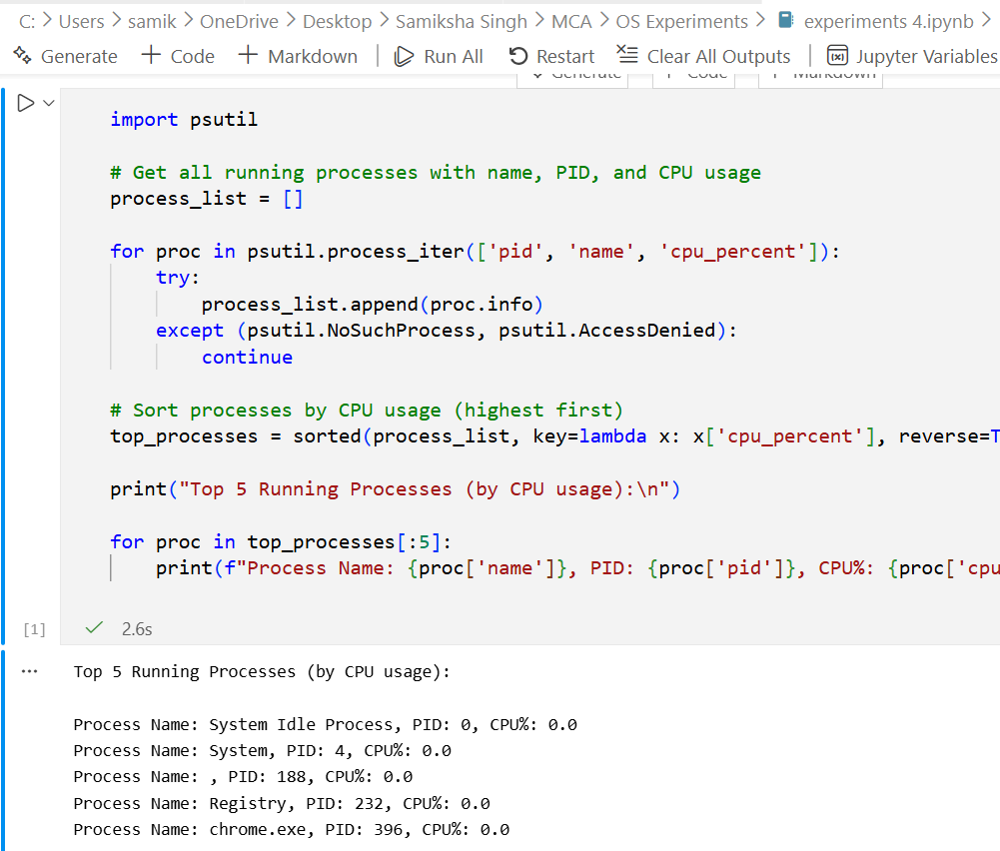 C: > Users > samik > OneDrive > Desktop > Samiksha Singh > MCA > OS Experiments > experiments 4.ipynb >
Generate + Code + Markdown | Run All Restart Clear All Outputs | Jupyter Variables
Generate + Code + Markdown
import psutil
# Get all running processes with name, PID, and CPU usage
process_list = []
for proc in psutil.process_iter(['pid', 'name', 'cpu_percent']):
    try:
        process_list.append(proc.info)
    except (psutil.NoSuchProcess, psutil.AccessDenied):
        continue
# Sort processes by CPU usage (highest first)
top_processes = sorted(process_list, key=lambda x: x['cpu_percent'], reverse=T
print("Top 5 Running Processes (by CPU usage):\n")
for proc in top_processes[:5]:
    print(f"Process Name: {proc['name']}, PID: {proc['pid']}, CPU%: {proc['cpu
[1] 2.6s
... Top 5 Running Processes (by CPU usage):
Process Name: System Idle Process, PID: 0, CPU%: 0.0
Process Name: System, PID: 4, CPU%: 0.0
Process Name: , PID: 188, CPU%: 0.0
Process Name: Registry, PID: 232, CPU%: 0.0
Process Name: chrome.exe, PID: 396, CPU%: 0.0